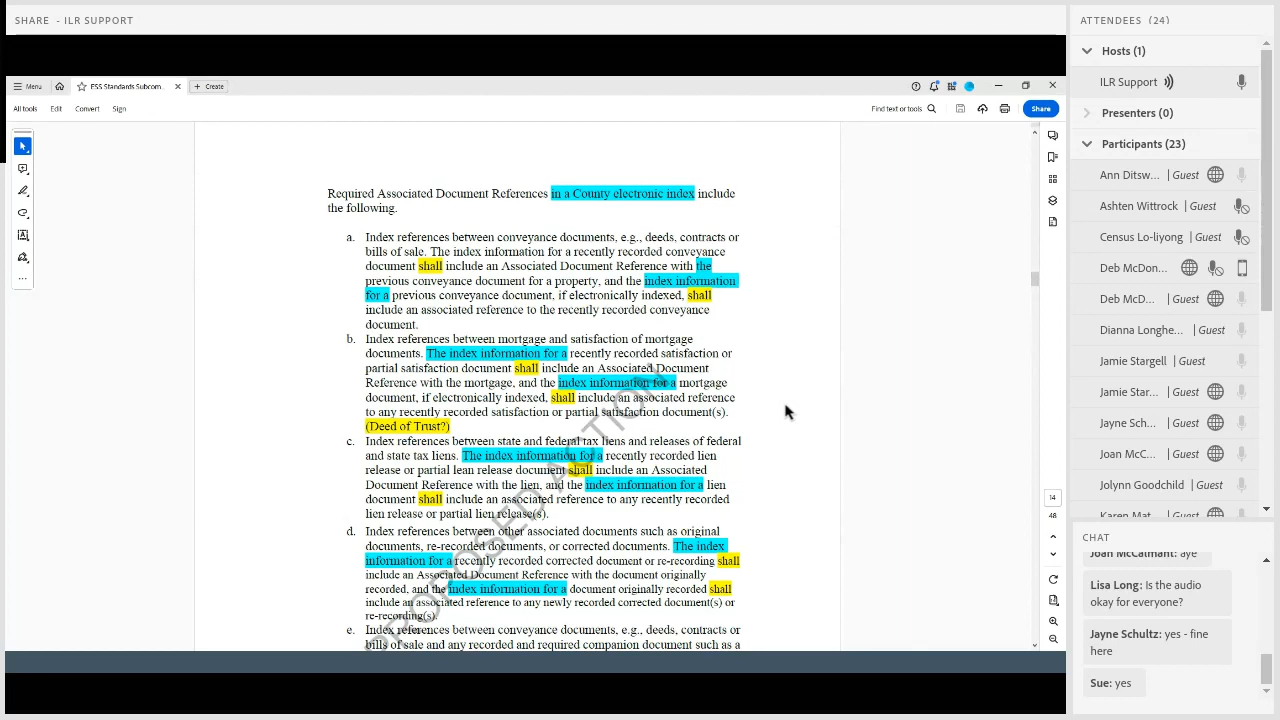 SHARE - ILR SUPPORT
ATTENDEES (24)
Hosts (1)
ILR Support
Presenters (0)
Participants (23)
Ann Ditsw... | Guest
Ashten Wittrock | Guest
Census Lo-liyong | Guest
Deb McDon...
Deb McD... | Guest
Dianna Longhe... | Guest
Jamie Stargell | Guest
Jamie Star... | Guest
Jayne Sch... | Guest
Joan McC... | Guest
Jolynn Goodchild | Guest
Karen Mat... | Guest
Menu
ESS Standards Subcom...
+ Create
All tools Edit Convert Sign
Find text or tools
Share
Required Associated Document References in a County electronic index include
the following.
a. Index references between conveyance documents, e.g., deeds, contracts or
bills of sale. The index information for a recently recorded conveyance
document shall include an Associated Document Reference with the
previous conveyance document for a property, and the index information
for a previous conveyance document, if electronically indexed, shall
include an associated reference to the recently recorded conveyance
document.
b. Index references between mortgage and satisfaction of mortgage
documents. The index information for a recently recorded satisfaction or
partial satisfaction document shall include an Associated Document
Reference with the mortgage, and the index information for a mortgage
document, if electronically indexed, shall include an associated reference
to any recently recorded satisfaction or partial satisfaction document(s).
(Deed of Trust?)
c. Index references between state and federal tax liens and releases of federal
and state tax liens. The index information for a recently recorded lien
release or partial lean release document shall include an Associated
Document Reference with the lien, and the index information for a lien
document shall include an associated reference to any recently recorded
lien release or partial lien release(s).
d. Index references between other associated documents such as original
documents, re-recorded documents, or corrected documents. The index
information for a recently recorded corrected document or re-recording shall
include an Associated Document Reference with the document originally
recorded, and the index information for a document originally recorded shall
include an associated reference to any newly recorded corrected document(s) or
re-recording(s).
e. Index references between conveyance documents, e.g., deeds, contracts or
bills of sale and any recorded and required companion document such as a
PROPOSED ACTION
14
48
CHAT
Joan McCalmant: aye
Lisa Long: Is the audio
okay for everyone?
Jayne Schultz: yes - fine
here
Sue: yes